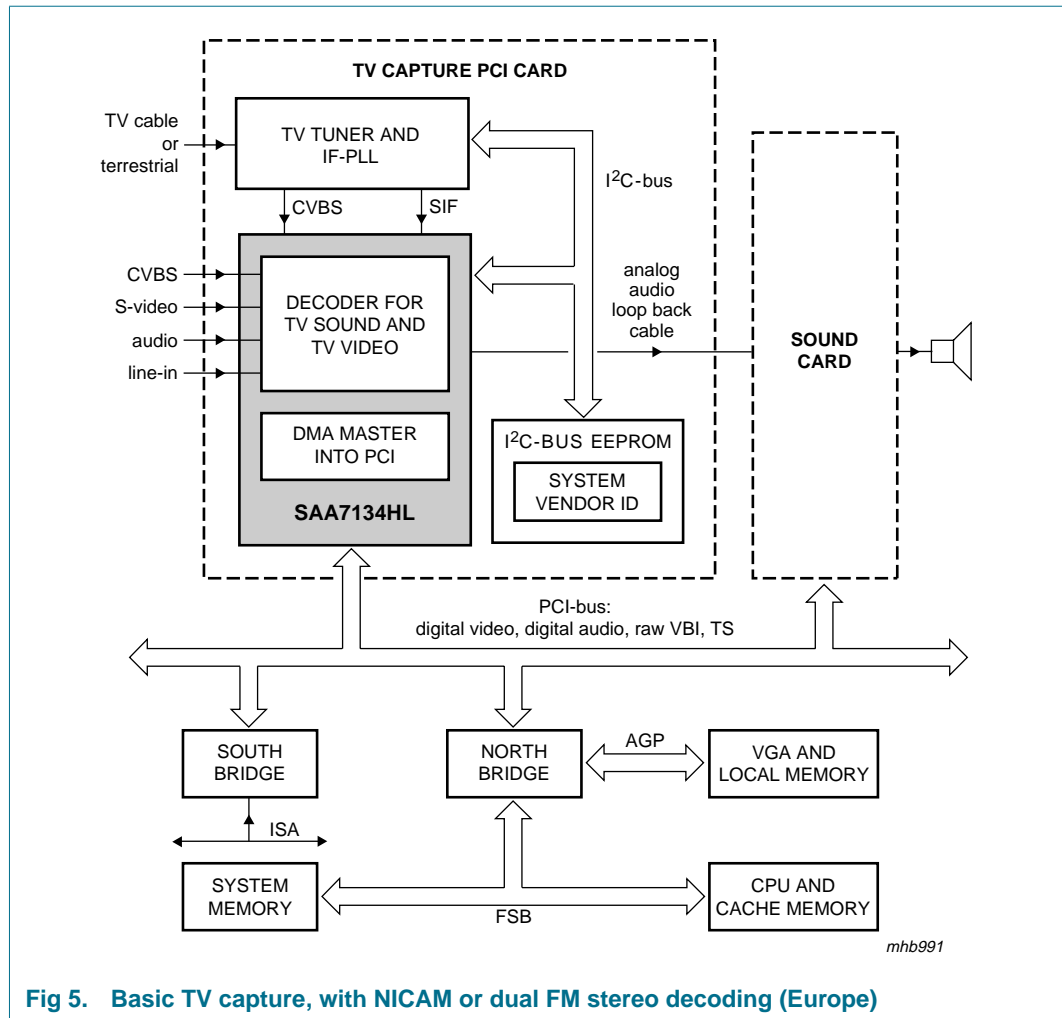 TV CAPTURE PCI CARD
TV cable
or
terrestrial
TV TUNER AND
IF-PLL
I2C-bus
CVBS
SIF
CVBS
S-video
audio
line-in
DECODER FOR
TV SOUND AND
TV VIDEO
analog
audio
loop back
cable
SOUND
CARD
DMA MASTER
INTO PCI
SAA7134HL
I2C-BUS EEPROM
SYSTEM
VENDOR ID
PCI-bus:
digital video, digital audio, raw VBI, TS
SOUTH
BRIDGE
NORTH
BRIDGE
AGP
VGA AND
LOCAL MEMORY
ISA
SYSTEM
MEMORY
FSB
CPU AND
CACHE MEMORY
mhb991
Fig 5. Basic TV capture, with NICAM or dual FM stereo decoding (Europe)